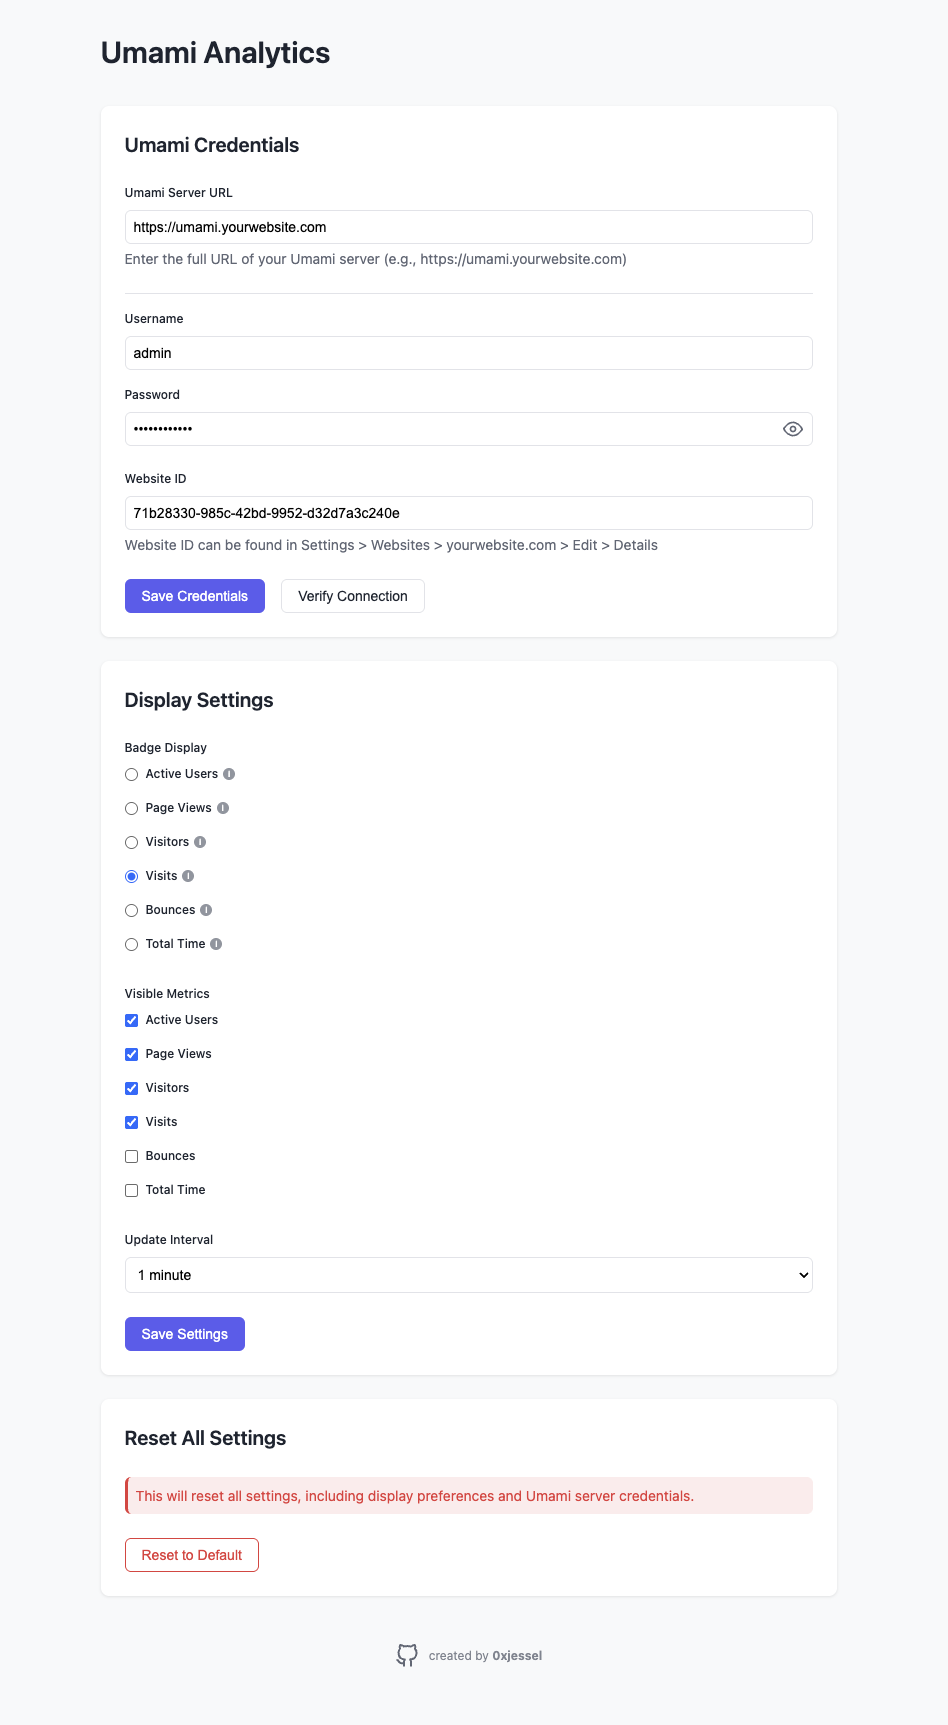 Umami Analytics
Umami Credentials
Umami Server URL
https://umami.yourwebsite.com
Enter the full URL of your Umami server (e.g., https://umami.yourwebsite.com)
Username
admin
Password
••••••••••••
Website ID
71b28330-985c-42bd-9952-d32d7a3c240e
Website ID can be found in Settings > Websites > yourwebsite.com > Edit > Details
Save Credentials Verify Connection
Display Settings
Badge Display
Active Users
Page Views
Visitors
Visits
Bounces
Total Time
Visible Metrics
Active Users
Page Views
Visitors
Visits
Bounces
Total Time
Update Interval
1 minute
Save Settings
Reset All Settings
This will reset all settings, including display preferences and Umami server credentials.
Reset to Default
created by 0xjessel